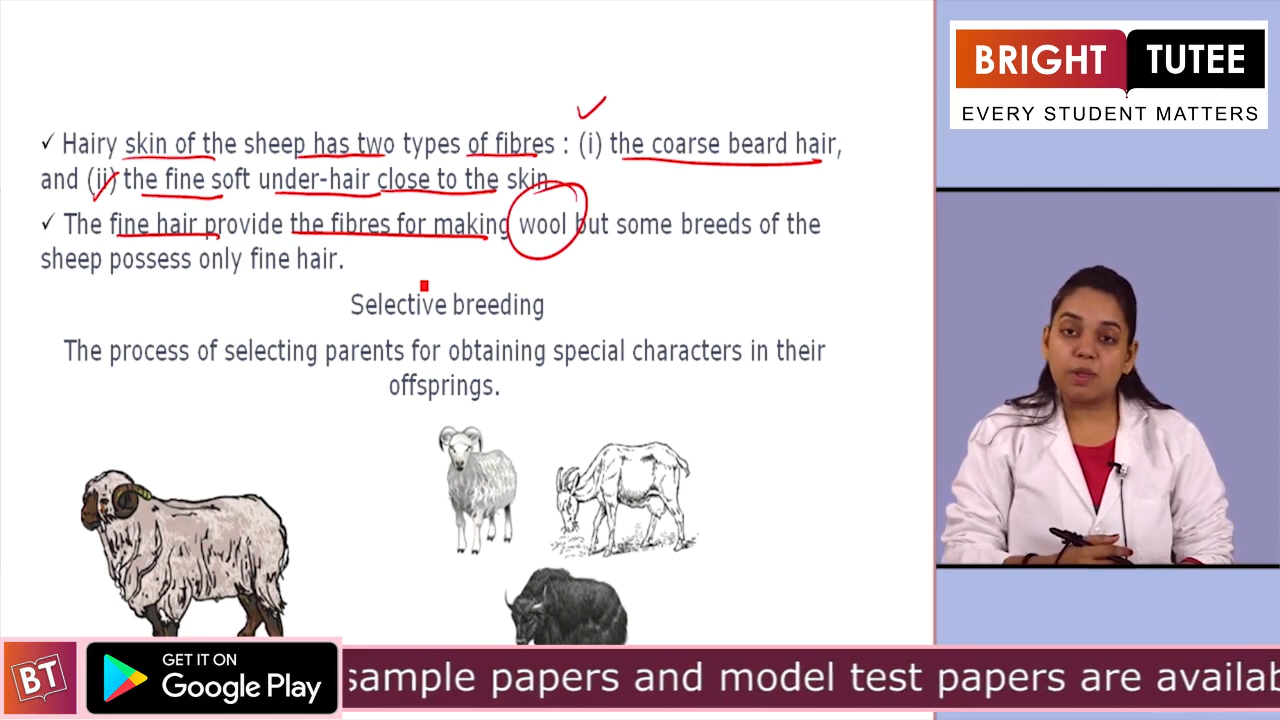 BRIGHT TUTEE
EVERY STUDENT MATTERS
✓ Hairy skin of the sheep has two types of fibres : (i) the coarse beard hair,
and (ii) the fine soft under-hair close to the skin
✓ The fine hair provide the fibres for making wool but some breeds of the
sheep possess only fine hair.
Selective breeding
The process of selecting parents for obtaining special characters in their
offsprings.
BT
GET IT ON
Google Play
sample papers and model test papers are availab